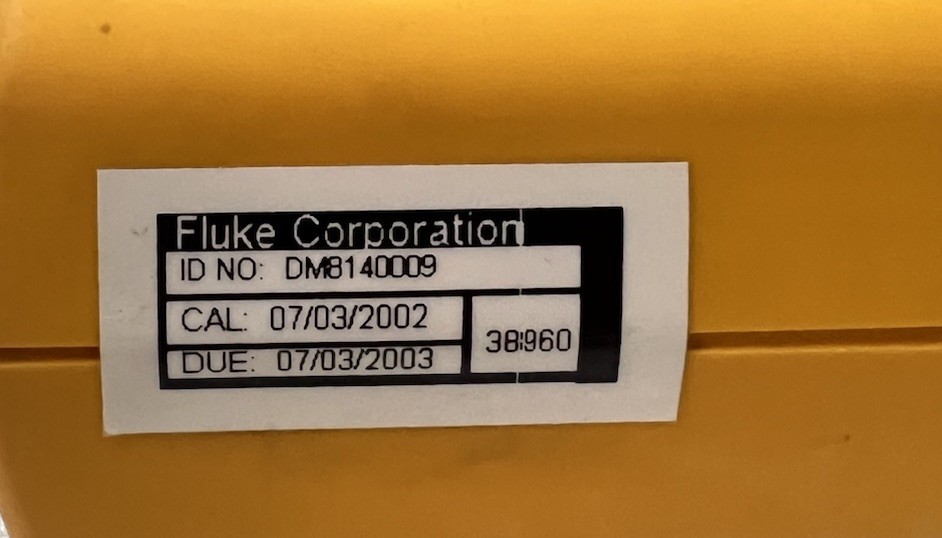 Fluke Corporation
ID NO: DM8140009
CAL: 07/03/2002
38960
DUE: 07/03/2003